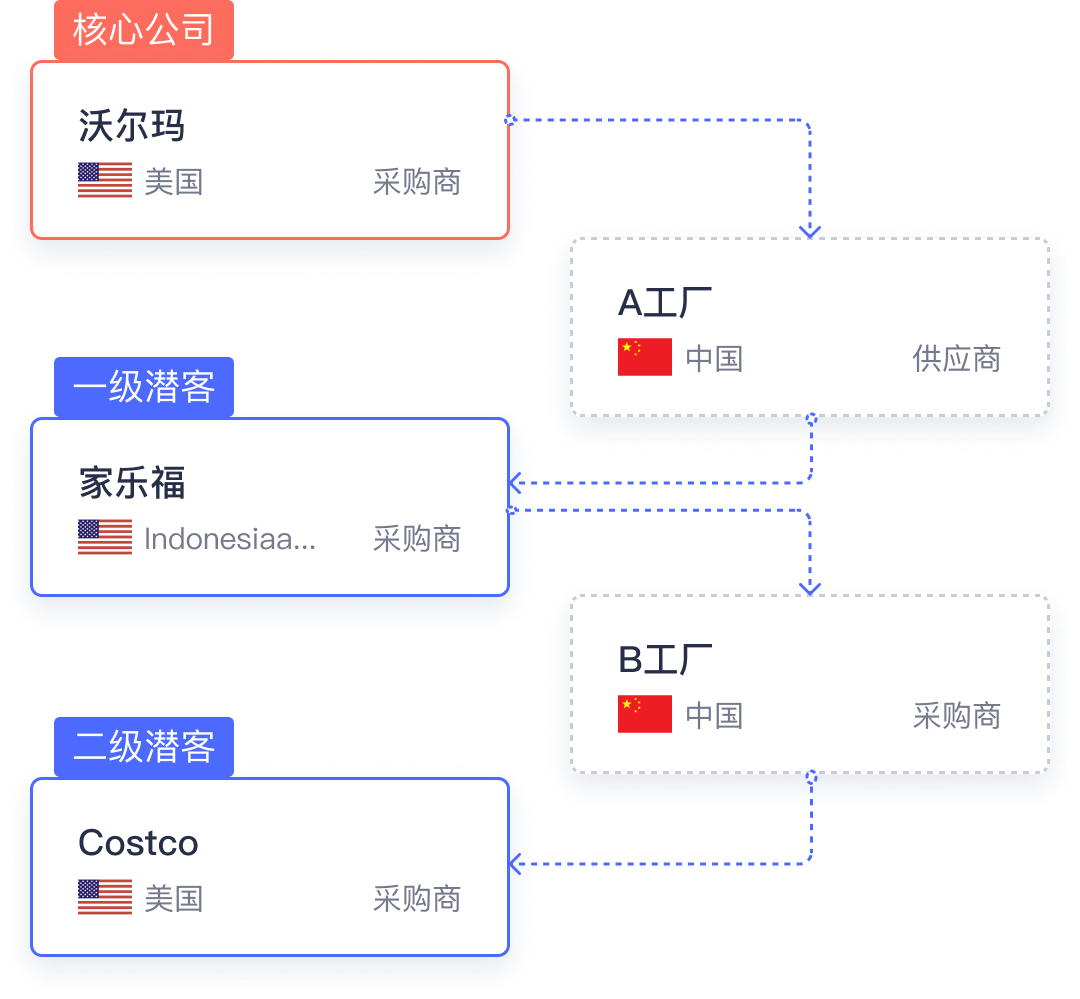 核心公司
沃尔玛
美国 采购商
A工厂
中国 供应商
一级潜客
家乐福
Indonesiaa... 采购商
B工厂
中国 采购商
二级潜客
Costco
美国 采购商